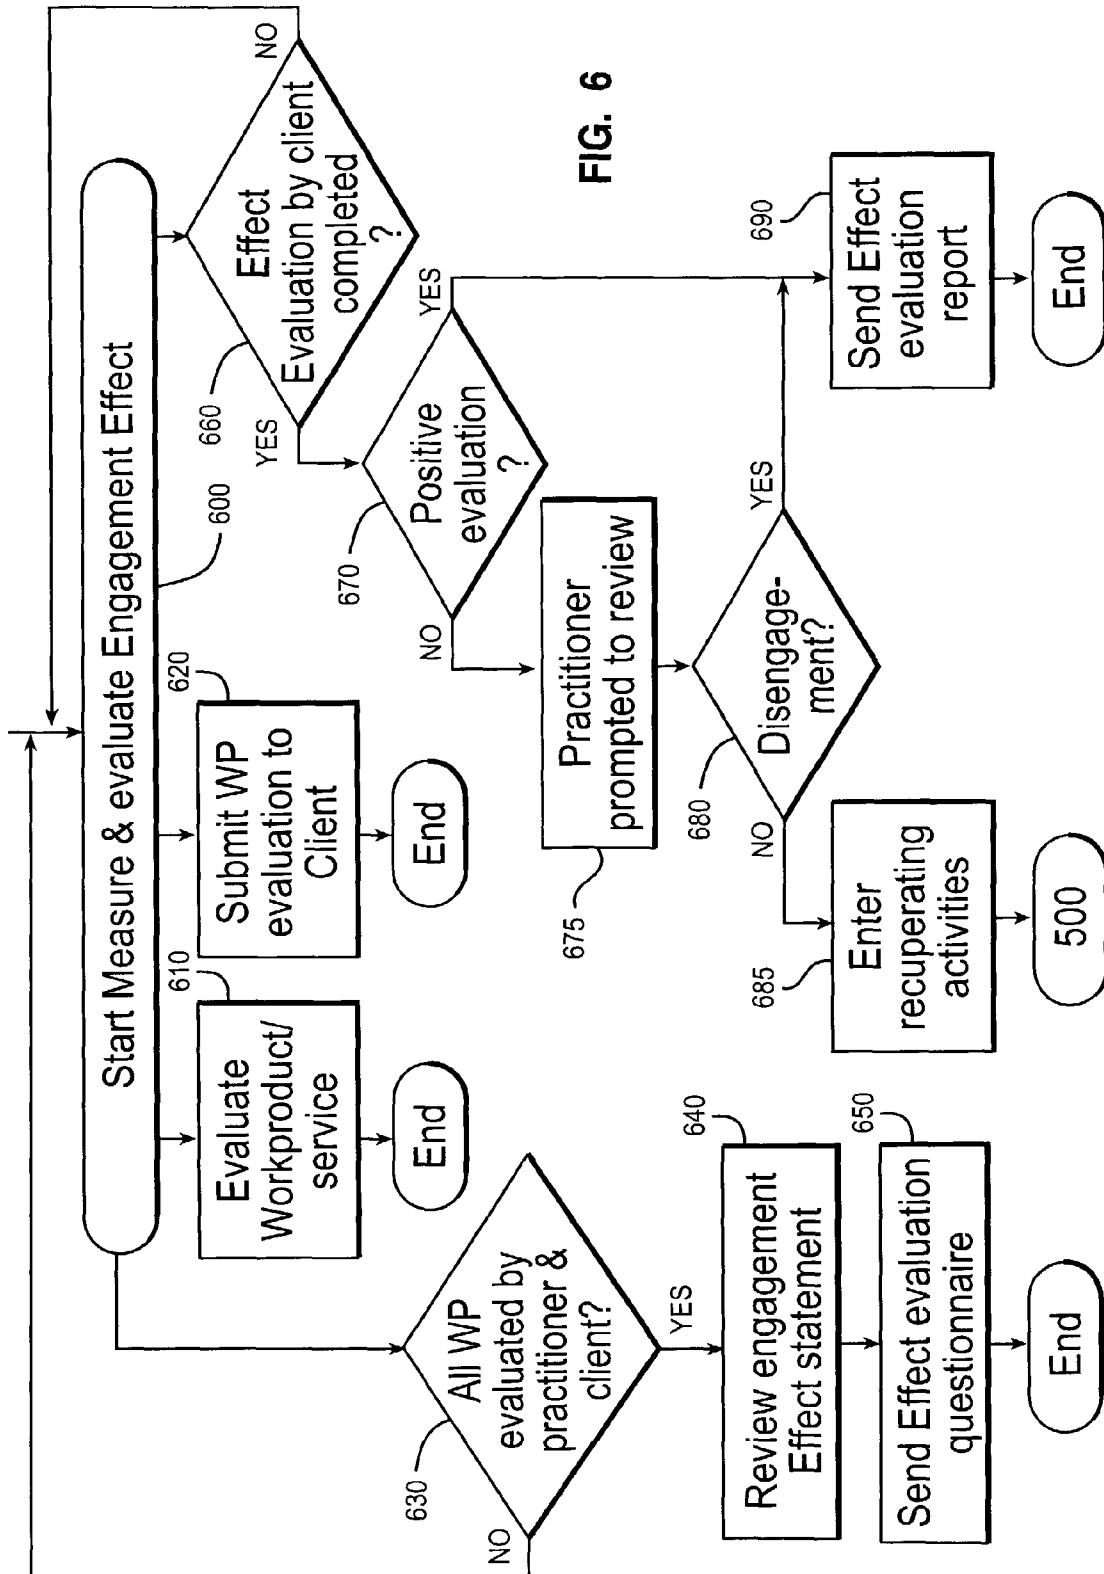 Start Measure & evaluate Engagement Effect
600
All WP
evaluated by
practitioner &
client?
630
NO
YES
Review engagement
Effect statement
640
Send Effect evaluation
questionnaire
650
End
Evaluate
Workproduct/
service
610
End
Submit WP
evaluation to
Client
620
End
Effect
Evaluation by client
completed
?
660
NO
YES
Positive
evaluation
?
670
NO
YES
Practitioner
prompted to review
675
Disengage-
ment?
680
NO
YES
Enter
recuperating
activities
685
500
Send Effect
evaluation
report
690
End
FIG. 6